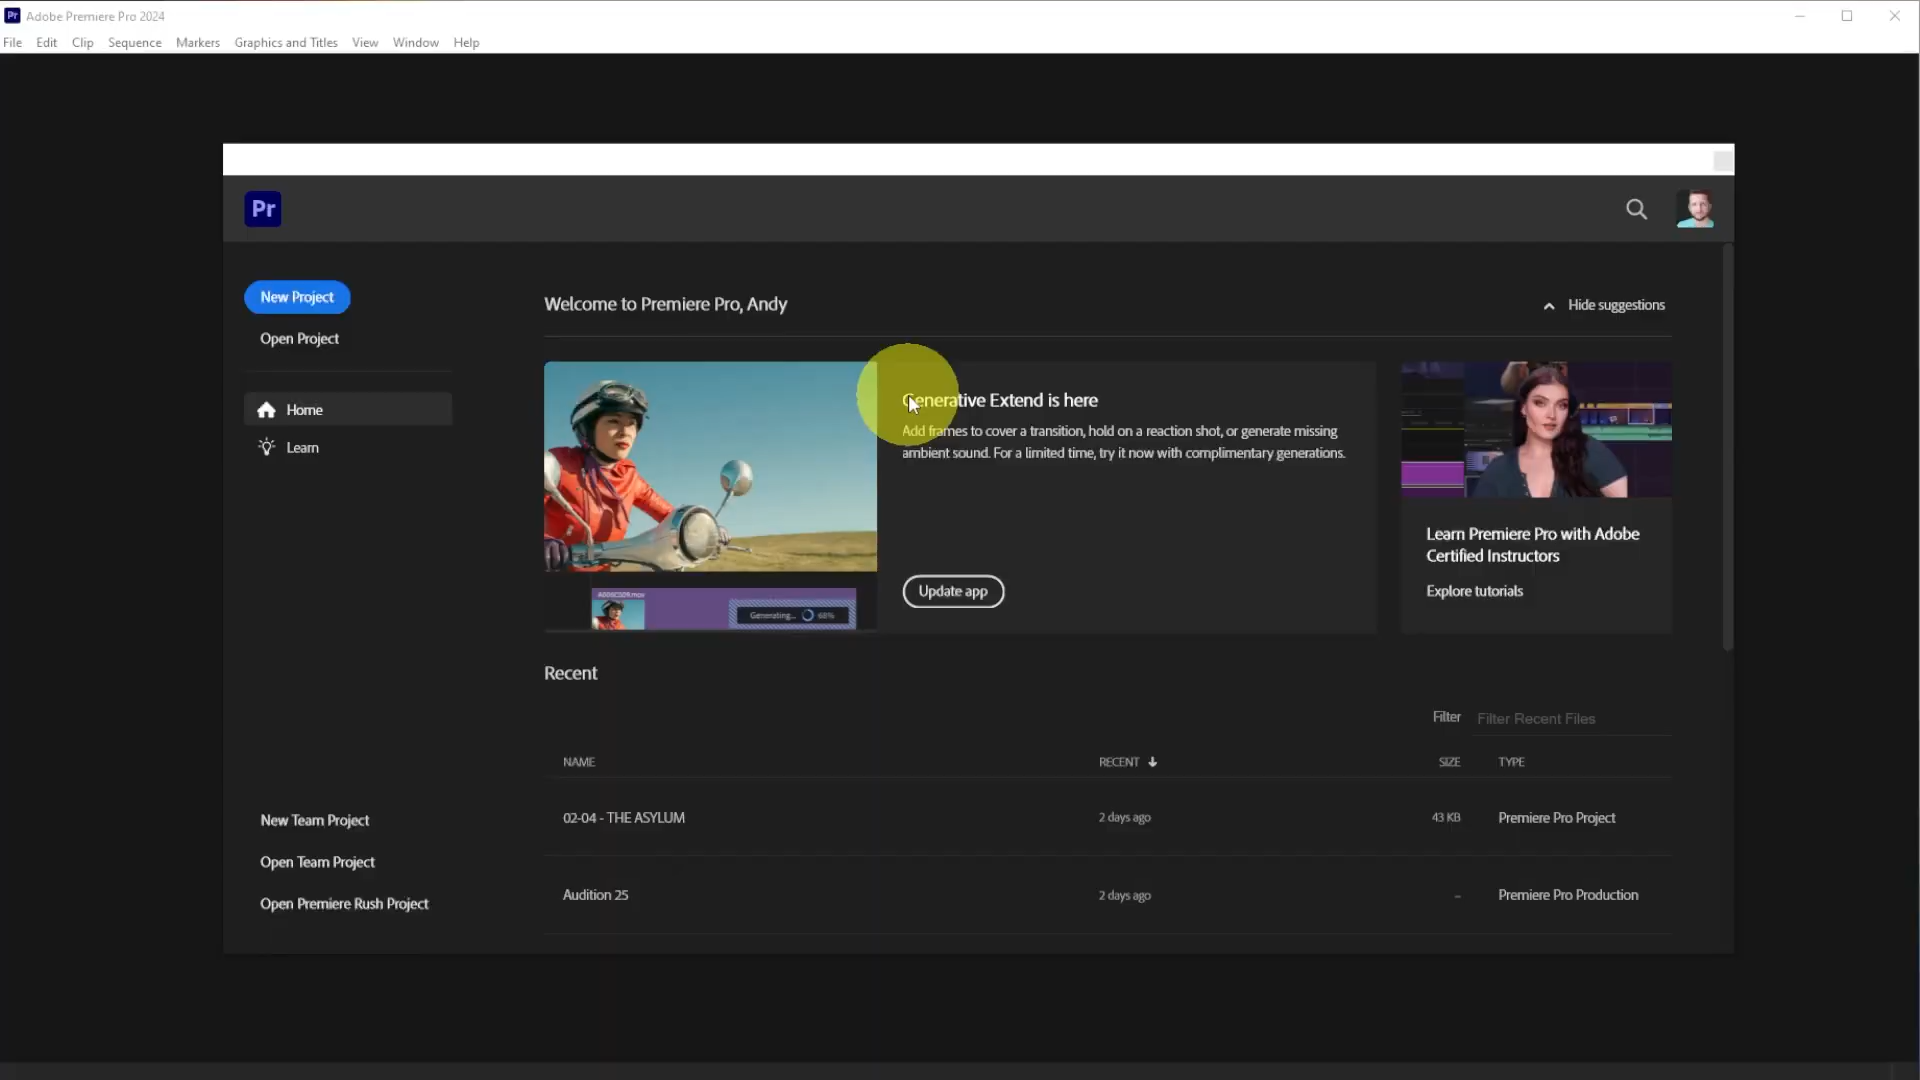 Pr Adobe Premiere Pro 2024
File Edit Clip Sequence Markers Graphics and Titles View Window Help
Pr
New Project
Open Project
Home
Learn
Welcome to Premiere Pro, Andy
Hide suggestions
Generative Extend is here
Add frames to cover a transition, hold on a reaction shot, or generate missing
ambient sound. For a limited time, try it now with complimentary generations.
Generating... 68%
Update app
Learn Premiere Pro with Adobe
Certified Instructors
Explore tutorials
Recent
Filter Filter Recent Files
NAME RECENT SIZE TYPE
02-04 - THE ASYLUM 2 days ago 43 KB Premiere Pro Project
Audition 25 2 days ago – Premiere Pro Production
New Team Project
Open Team Project
Open Premiere Rush Project